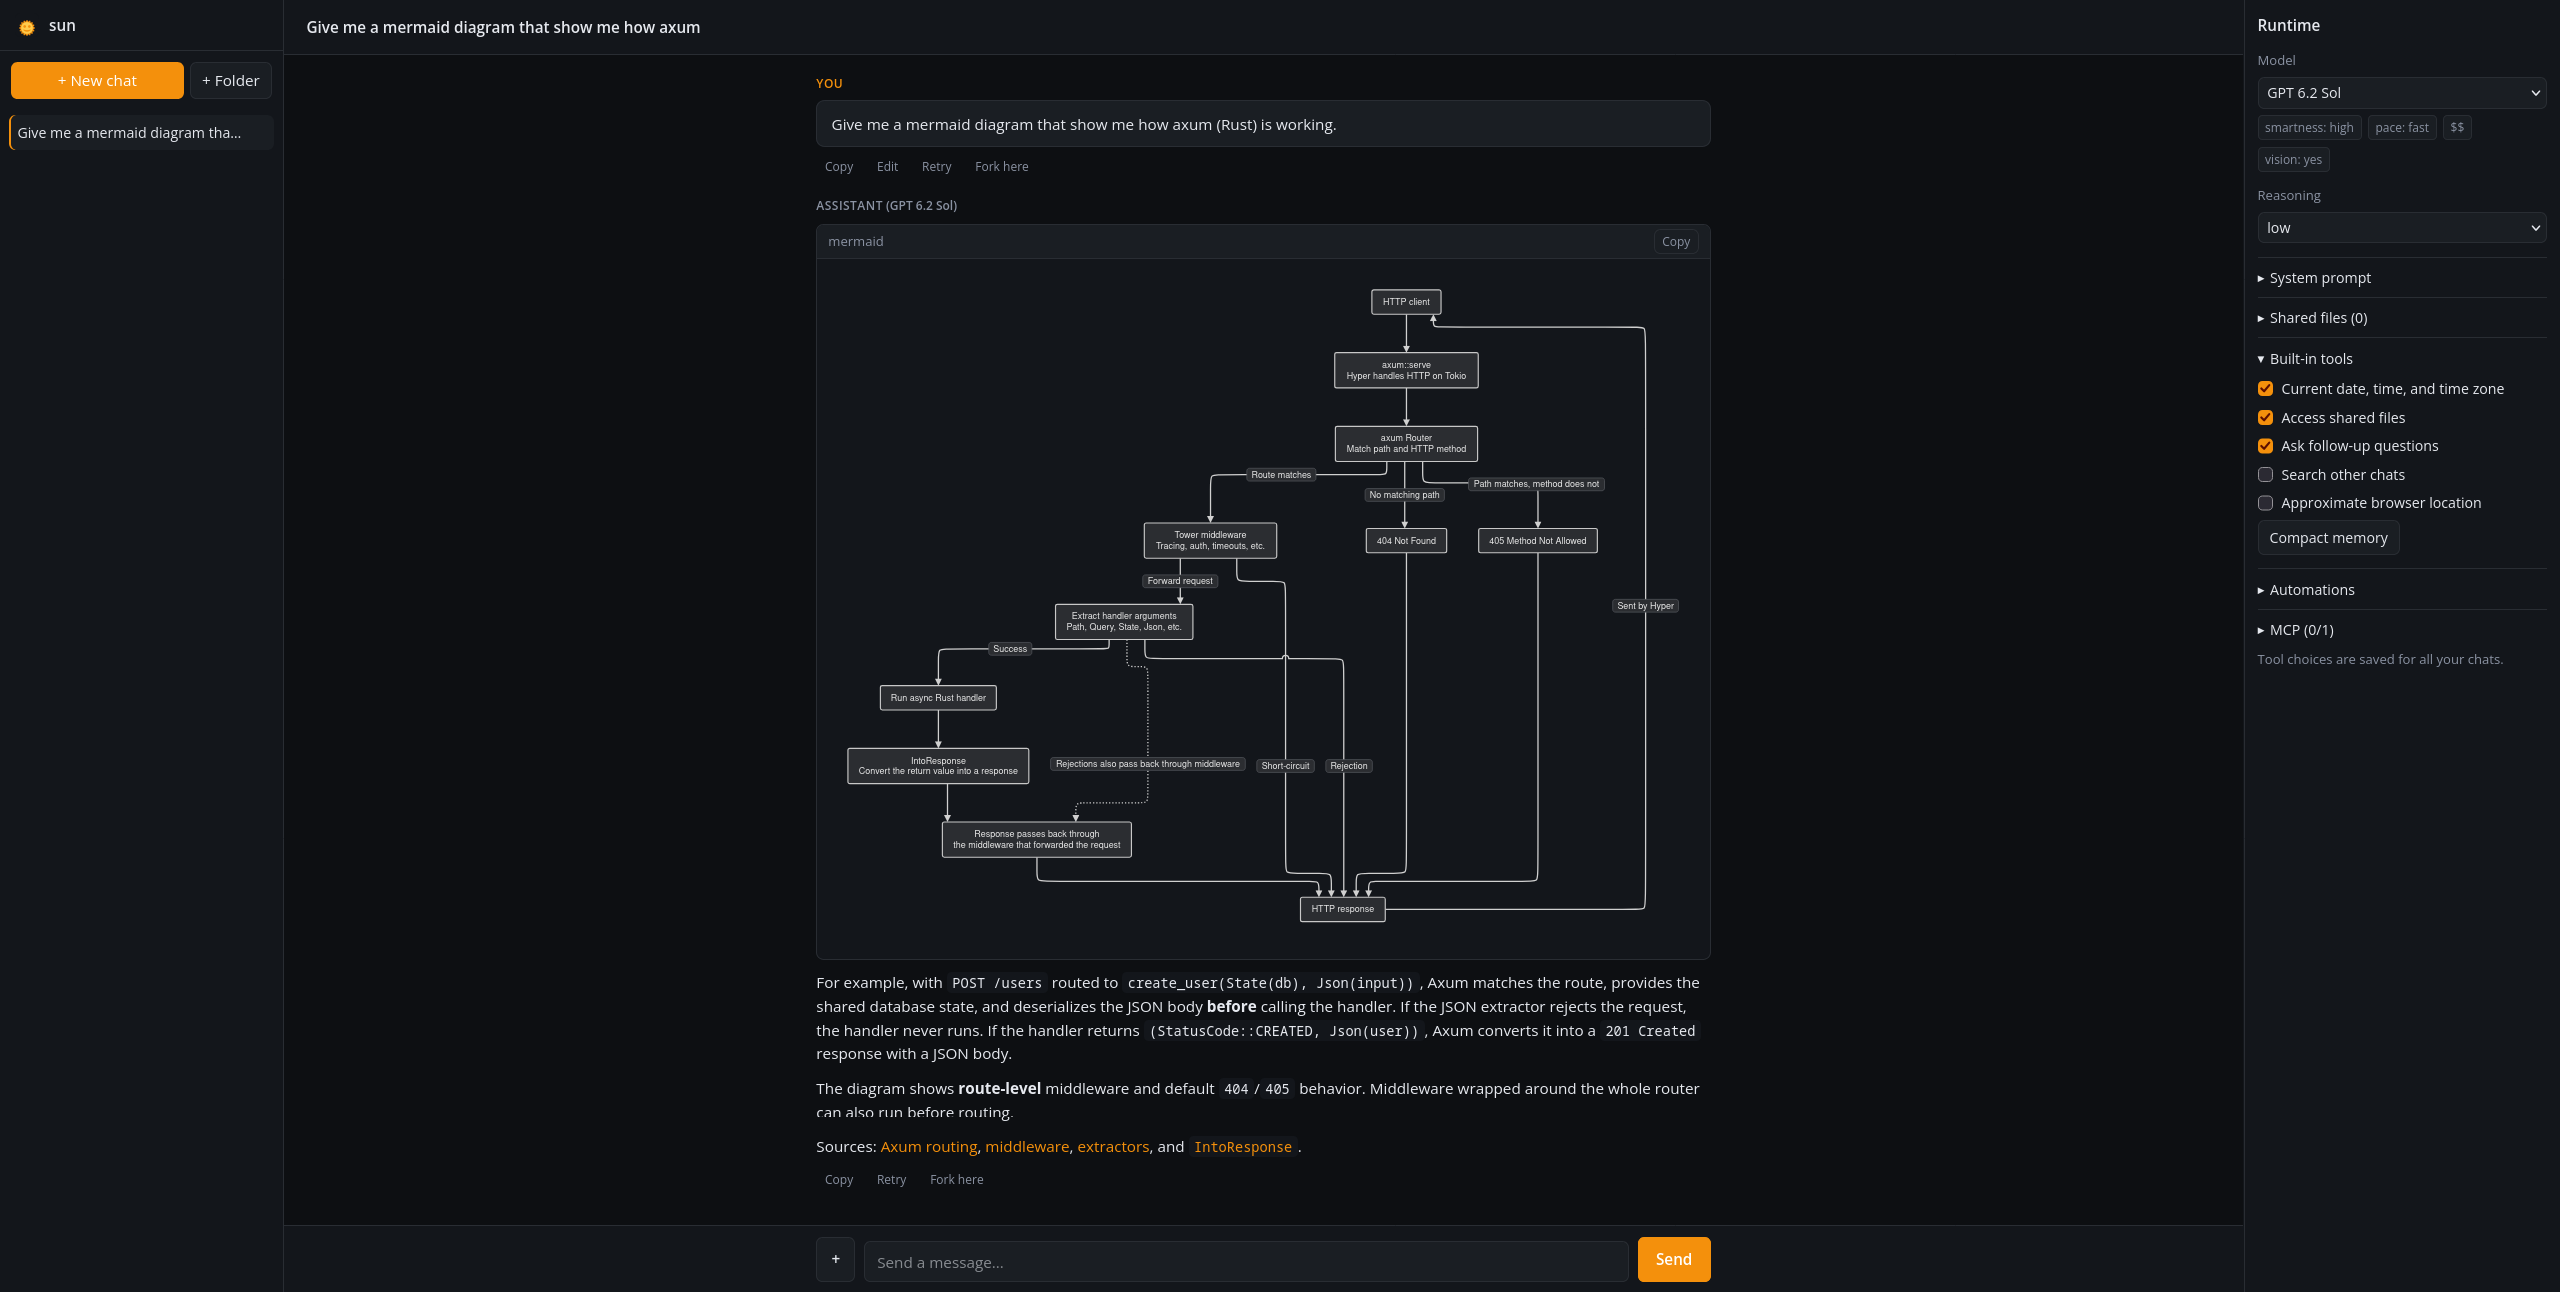 sun
+ New chat
+ Folder
Give me a mermaid diagram tha...
Give me a mermaid diagram that show me how axum
YOU
Give me a mermaid diagram that show me how axum (Rust) is working.
Copy Edit Retry Fork here
ASSISTANT (GPT 6.2 Sol)
mermaid
Copy
HTTP client
axum::serve
Hyper handles HTTP on Tokio
axum Router
Match path and HTTP method
Route matches
No matching path
Path matches, method does not
Tower middleware
Tracing, auth, timeouts, etc.
404 Not Found
405 Method Not Allowed
Forward request
Sent by Hyper
Extract handler arguments
Path, Query, State, Json, etc.
Success
Run async Rust handler
IntoResponse
Convert the return value into a response
Rejections also pass back through middleware
Short-circuit
Rejection
Response passes back through
the middleware that forwarded the request
HTTP response
For example, with POST /users routed to create_user(State(db), Json(input)), Axum matches the route, provides the
shared database state, and deserializes the JSON body before calling the handler. If the JSON extractor rejects the request,
the handler never runs. If the handler returns (StatusCode::CREATED, Json(user)), Axum converts it into a 201 Created
response with a JSON body.
The diagram shows route-level middleware and default 404 / 405 behavior. Middleware wrapped around the whole router
can also run before routing.
Sources: Axum routing, middleware, extractors, and IntoResponse.
Copy Retry Fork here
+
Send a message...
Send
Runtime
Model
GPT 6.2 Sol
smartness: high pace: fast $$
vision: yes
Reasoning
low
▸ System prompt
▸ Shared files (0)
▾ Built-in tools
Current date, time, and time zone
Access shared files
Ask follow-up questions
Search other chats
Approximate browser location
Compact memory
▸ Automations
▸ MCP (0/1)
Tool choices are saved for all your chats.